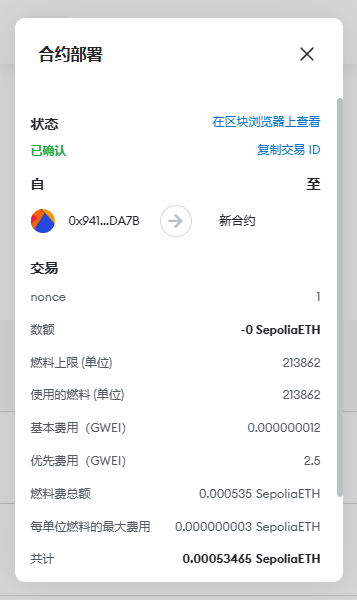 合约部署
状态 在区块浏览器上查看
已确认 复制交易 ID
自 至
0x941...DA7B 新合约
交易
nonce 1
数额 -0 SepoliaETH
燃料上限 (单位) 213862
使用的燃料 (单位) 213862
基本费用（GWEI） 0.000000012
优先费用（GWEI） 2.5
燃料费总额 0.000535 SepoliaETH
每单位燃料的最大费用 0.000000003 SepoliaETH
共计 0.00053465 SepoliaETH